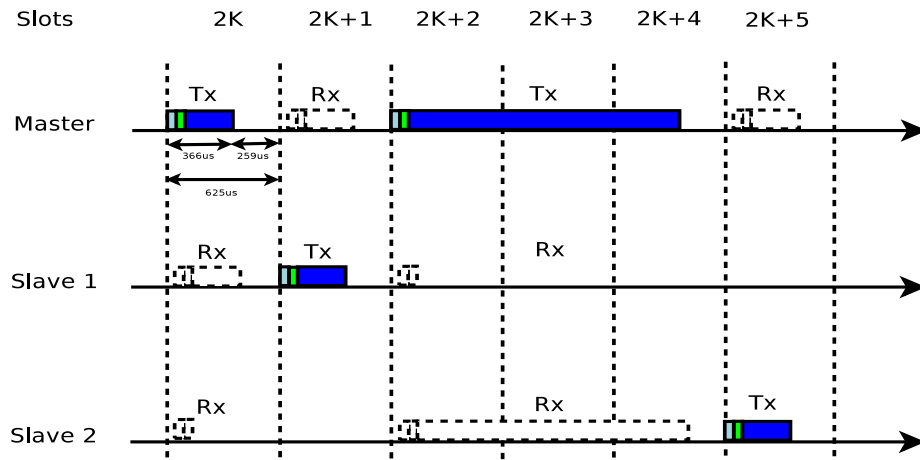 Slots 2K 2K+1 2K+2 2K+3 2K+4 2K+5
Tx Rx Tx Rx
Master
366us 259us
625us
Rx Tx Rx
Slave 1
Rx Rx Tx
Slave 2